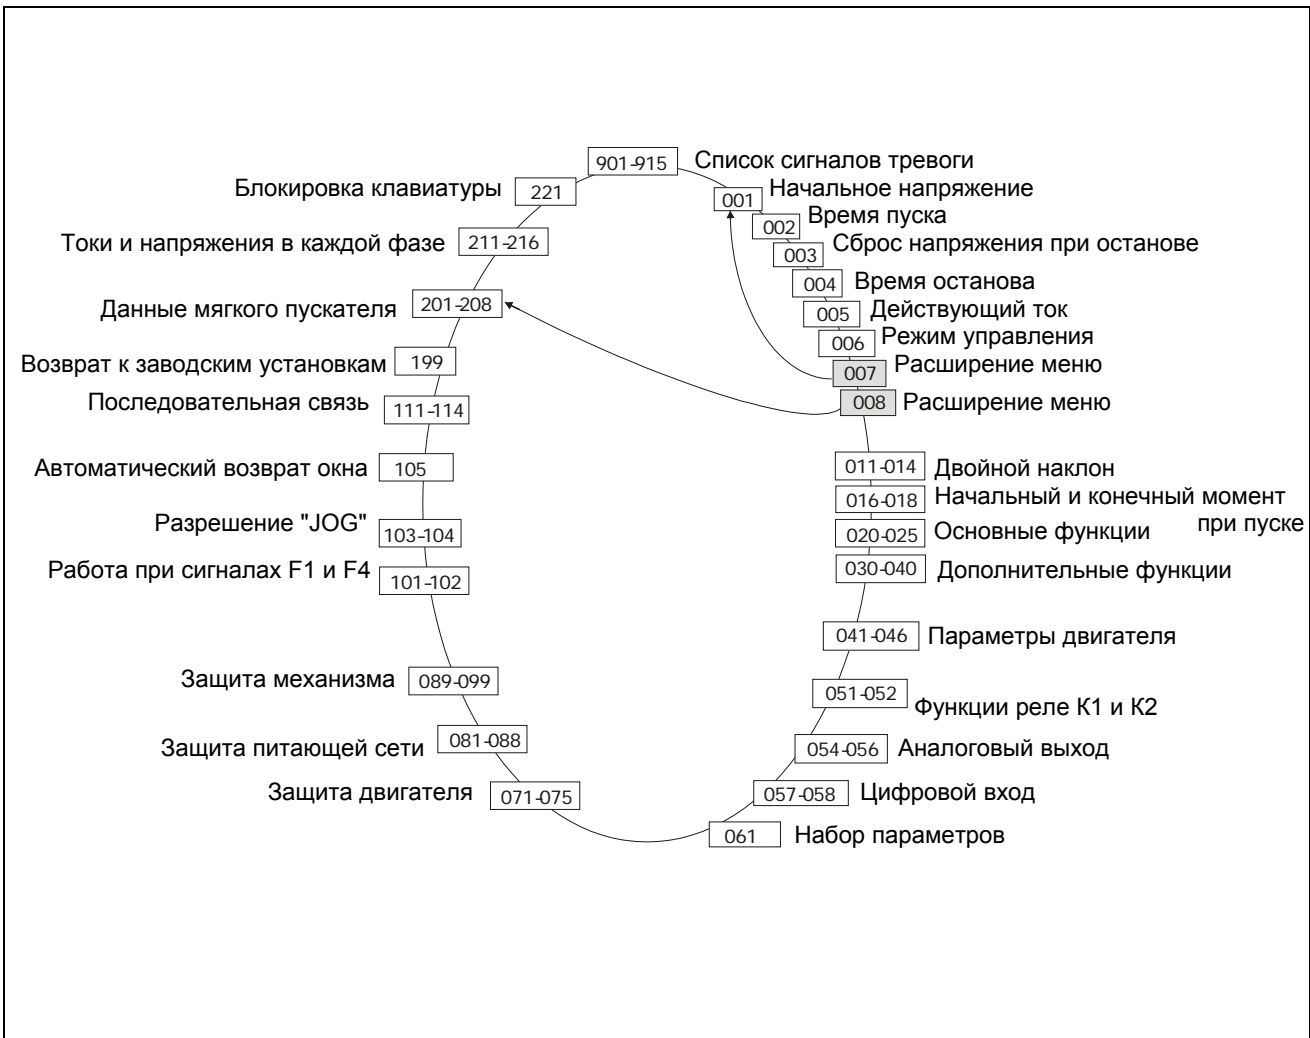 901-915 Список сигналов тревоги
001 Начальное напряжение
002 Время пуска
003 Сброс напряжения при останове
004 Время останова
005 Действующий ток
006 Режим управления
007 Расширение меню
008 Расширение меню
011-014 Двойной наклон
016-018 Начальный и конечный момент
при пуске
020-025 Основные функции
030-040 Дополнительные функции
041-046 Параметры двигателя
051-052 Функции реле К1 и К2
054-056 Аналоговый выход
057-058 Цифровой вход
061 Набор параметров
Защита двигателя 071-075
Защита питающей сети 081-088
Защита механизма 089-099
Работа при сигналах F1 и F4 101-102
Разрешение "JOG" 103-104
Автоматический возврат окна 105
Последовательная связь 111-114
Возврат к заводским установкам 199
Данные мягкого пускателя 201-208
Токи и напряжения в каждой фазе 211-216
Блокировка клавиатуры 221